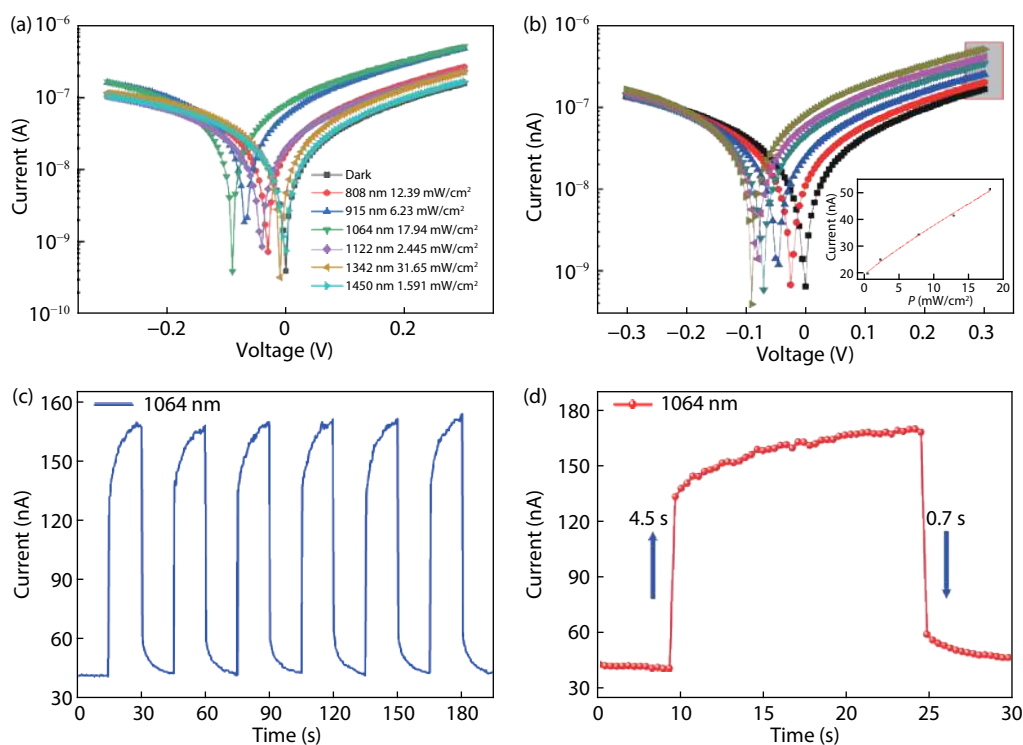 (a)
10⁻⁶
10⁻⁷
10⁻⁸
10⁻⁹
10⁻¹⁰
Current (A)
Dark
808 nm 12.39 mW/cm²
915 nm 6.23 mW/cm²
1064 nm 17.94 mW/cm²
1122 nm 2.445 mW/cm²
1342 nm 31.65 mW/cm²
1450 nm 1.591 mW/cm²
−0.2 0 0.2
Voltage (V)
(b)
10⁻⁶
10⁻⁷
10⁻⁸
10⁻⁹
Current (nA)
50
40
30
20
Current (nA)
0 5 10 15 20
P (mW/cm²)
−0.3 −0.2 −0.1 0 0.1 0.2 0.3
Voltage (V)
(c)
1064 nm
160
130
100
70
60
30
Current (nA)
0 30 60 90 120 150 180
Time (s)
(d)
1064 nm
190
150
120
90
60
30
Current (nA)
4.5 s
0.7 s
0 10 10 15 20 25 30
Time (s)